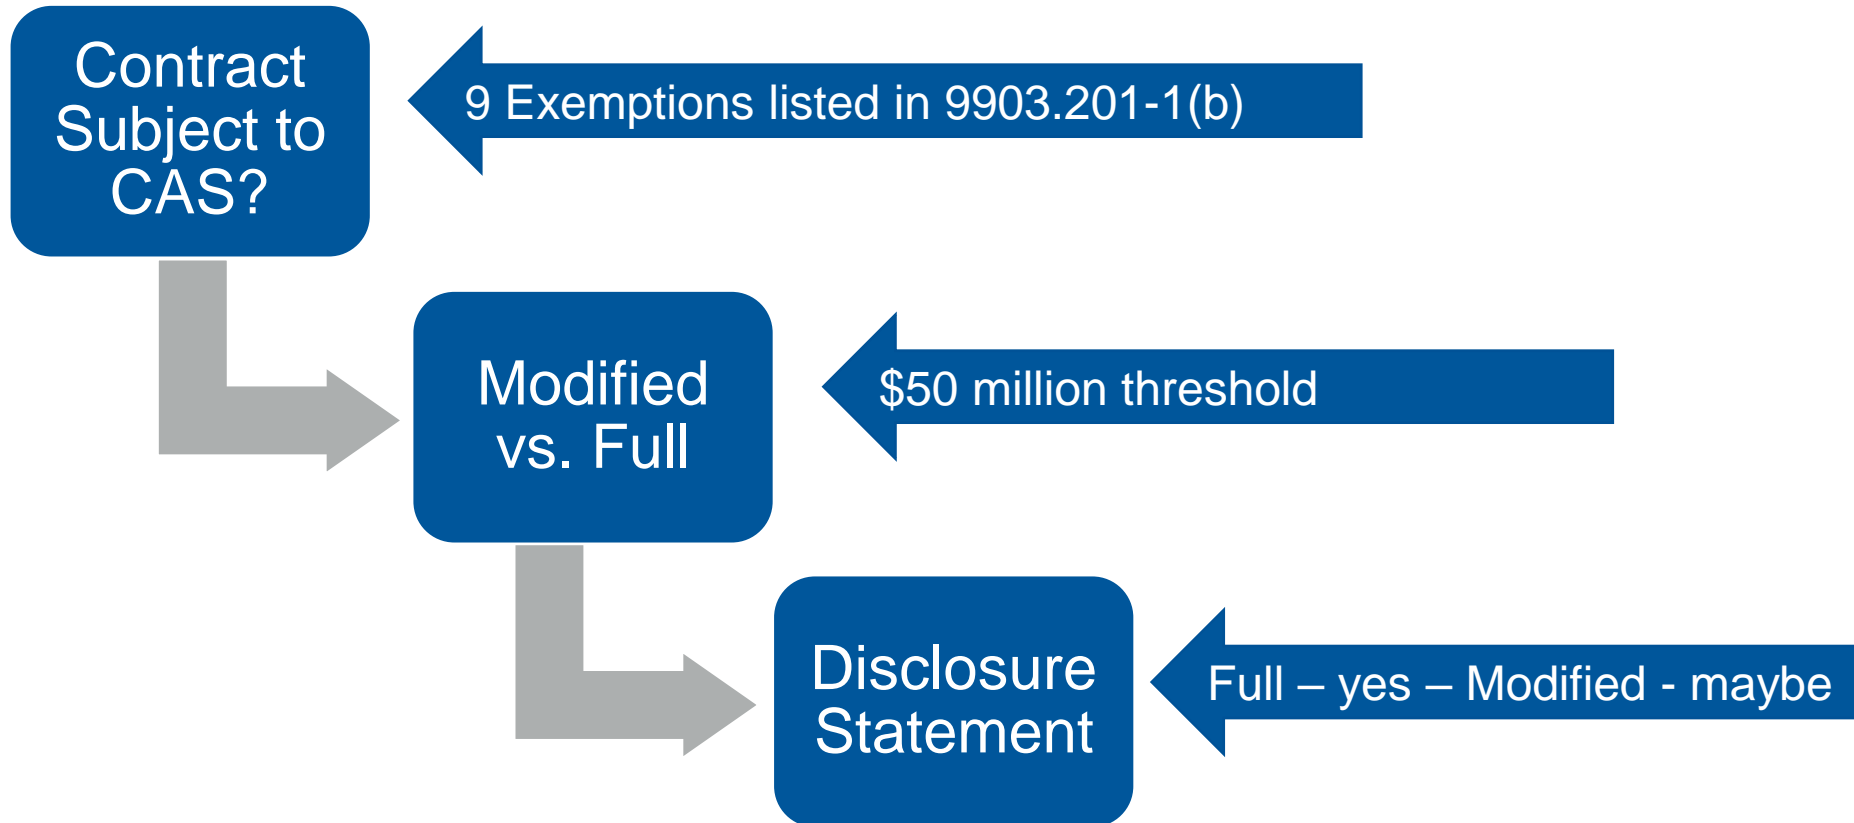 Contract
Subject to
CAS?
9 Exemptions listed in 9903.201-1(b)
Modified
vs. Full
$50 million threshold
Disclosure
Statement
Full – yes – Modified - maybe